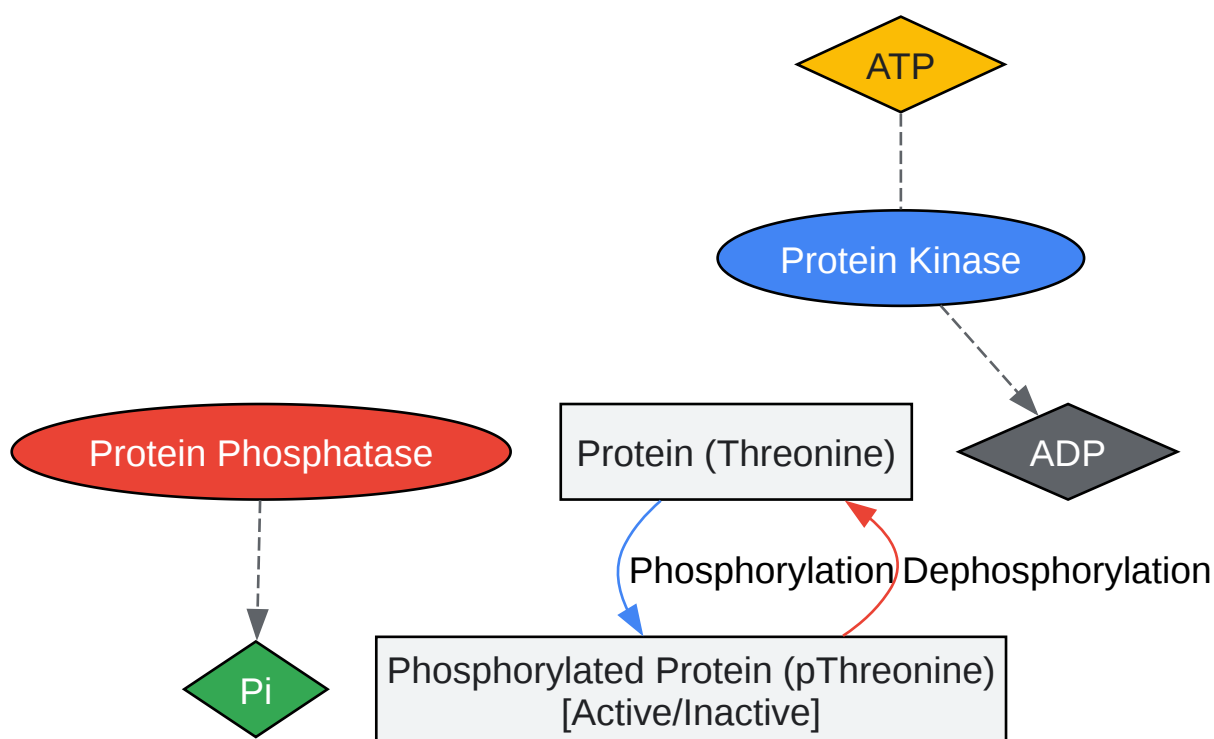 ATP
Protein Kinase
Protein Phosphatase
Protein (Threonine)
ADP
Phosphorylation
Dephosphorylation
Pi
Phosphorylated Protein (pThreonine)
[Active/Inactive]